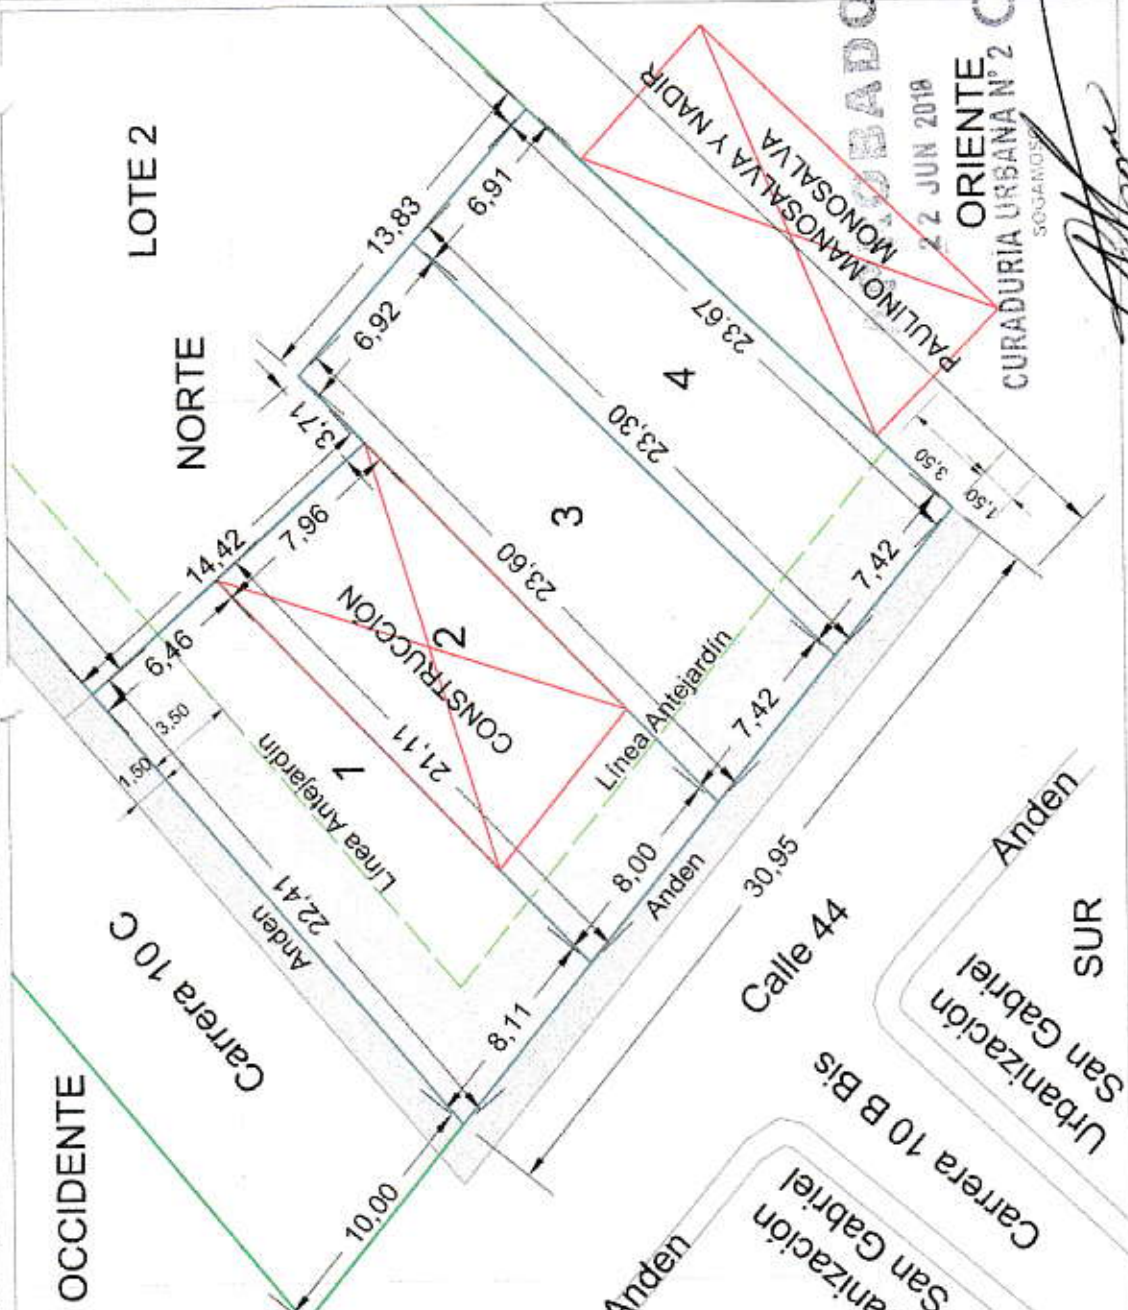 LOTE 2
NORTE
OCCIDENTE
ORIENTE
SUR
22 JUN 2018
CURADURIA URBANA Nº 2
SOGAMOSO
PAULINO MANOSALVA Y NADIR
MONOSALVA
13,83
6,91
6,92
3,71
14,42
7,96
6,46
3,50
1,50
23,67
4
23,30
3
23,60
2
CONSTRUCCIÓN
21,11
Línea Antejardín
22,41
Anden
Carrera 10 C
Línea Antejardín
3,50
1,50
7,42
7,42
8,00
8,11
10,00
Anden
30,95
Calle 44
Anden
Urbanización
San Gabriel
Carrera 10 B Bis
anización
San Gabriel
Anden